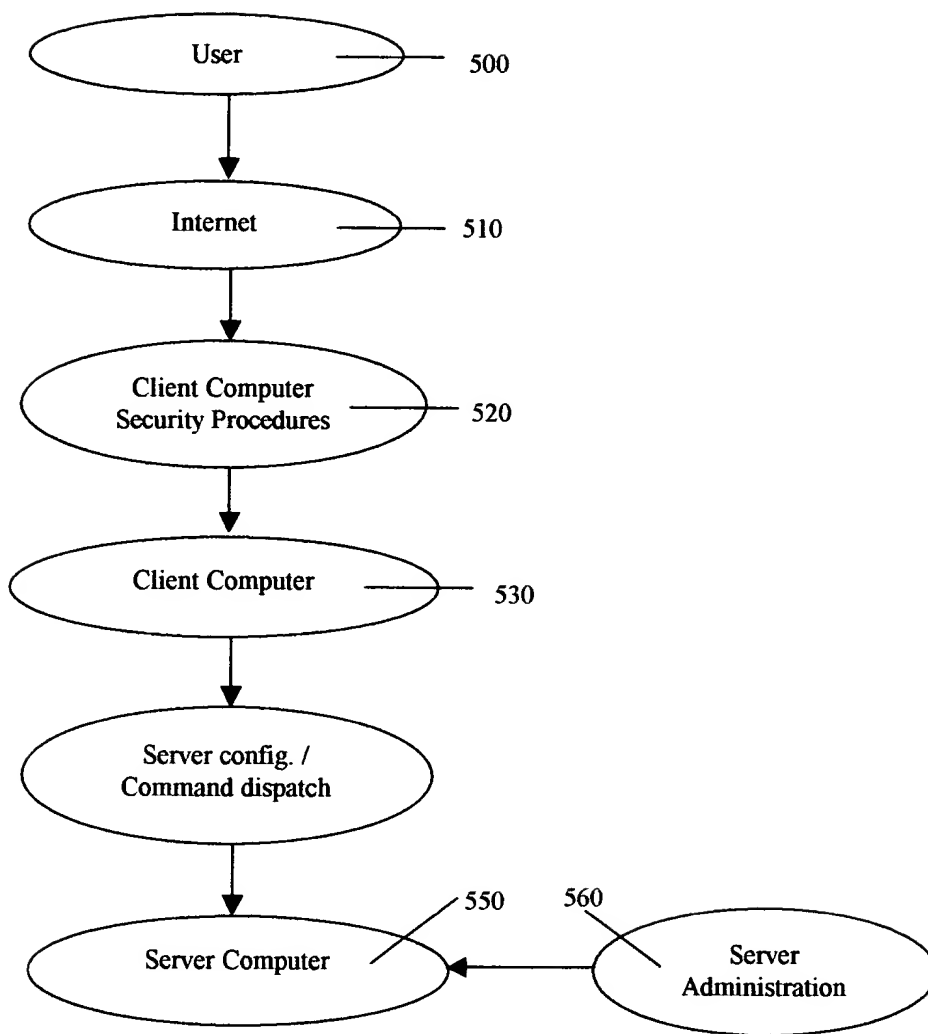 User
500
Internet
510
Client Computer
Security Procedures
520
Client Computer
530
Server config. /
Command dispatch
550
560
Server Computer
Server
Administration